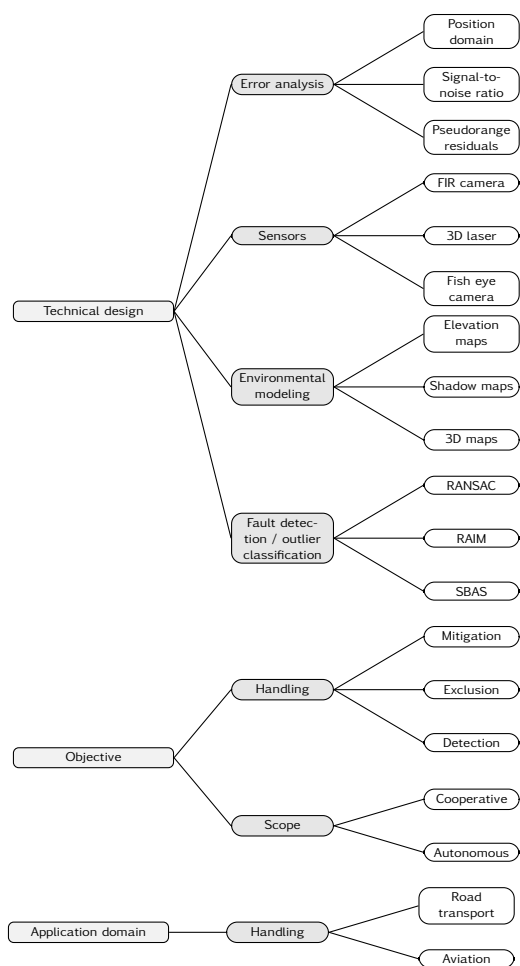 Position
domain
Error analysis
Signal-to-
noise ratio
Pseudorange
residuals
FIR camera
Sensors
3D laser
Fish eye
camera
Technical design
Elevation
maps
Environmental
modeling
Shadow maps
3D maps
RANSAC
Fault detec-
tion / outlier
classification
RAIM
SBAS
Mitigation
Handling
Exclusion
Detection
Objective
Cooperative
Scope
Autonomous
Road
transport
Application domain
Handling
Aviation